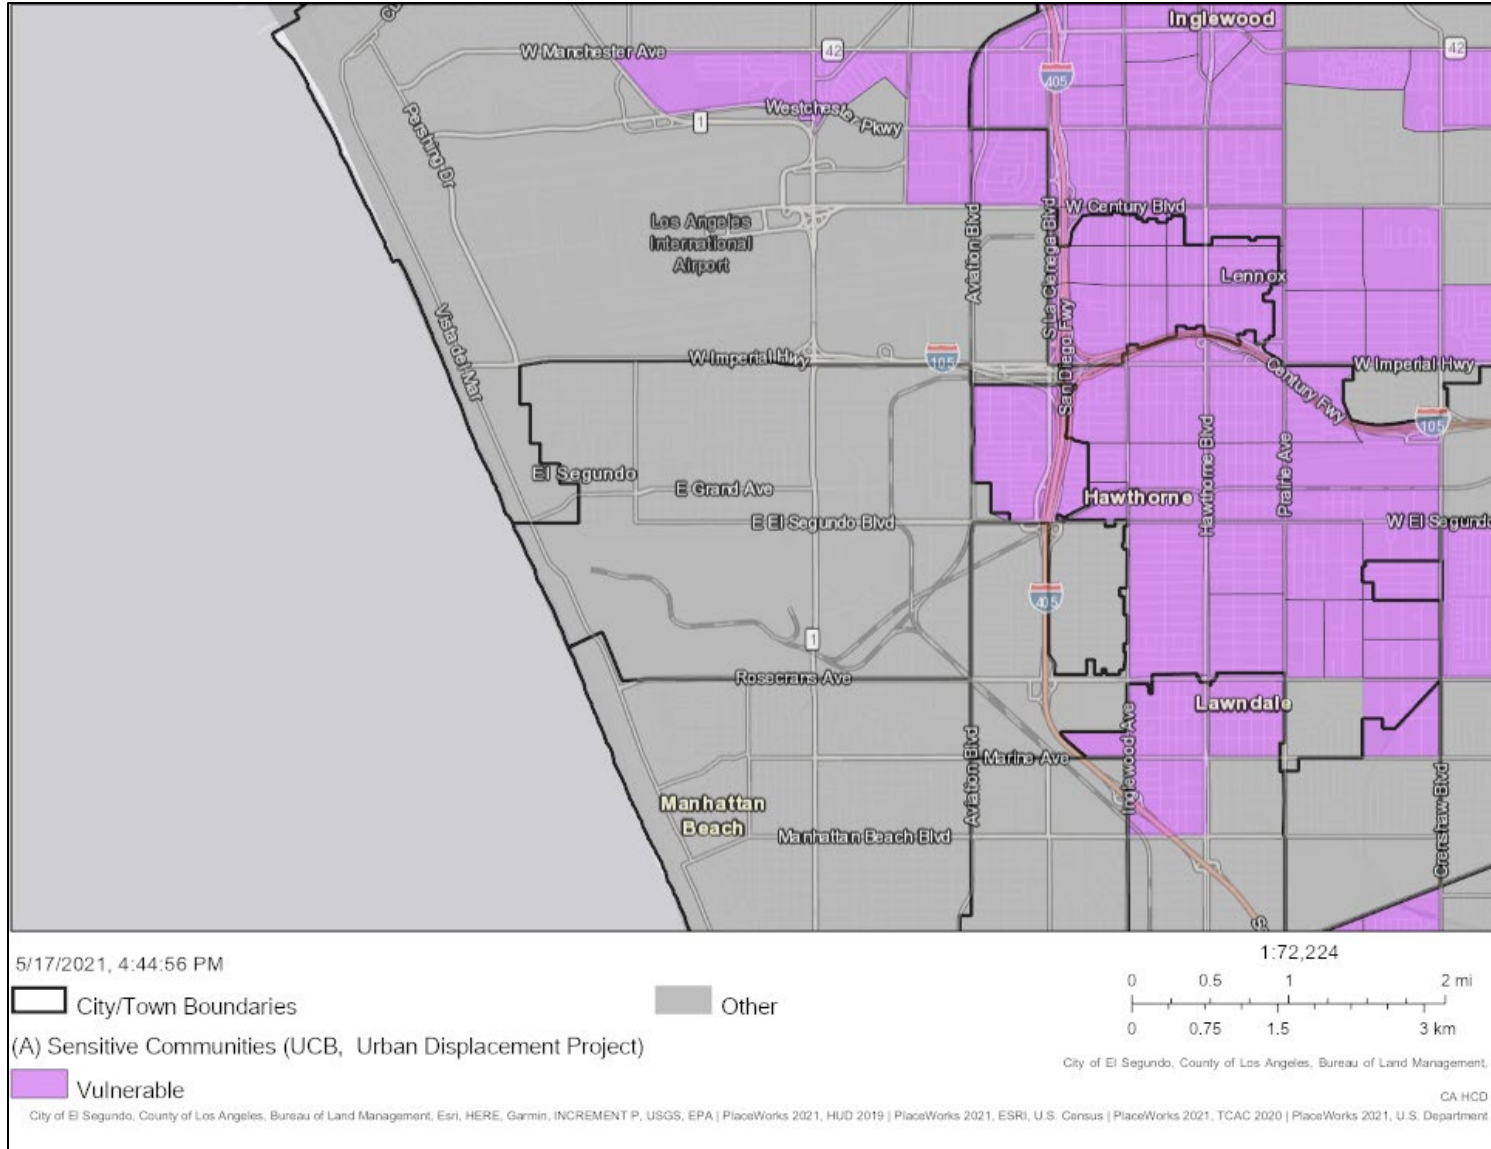 Inglewood
W Manchester Ave
42
42
405
Pershing Dr
1
Westchester Pkwy
W Century Blvd
Los Angeles
International
Airport
Aviation Blvd
S La Cienega Blvd
San Diego Fwy
Lennox
Vista del Mar
W Imperial Hwy
105
Century Fwy
W Imperial Hwy
105
El Segundo
E Grand Ave
Hawthorne
Hawthorne Blvd
Prairie Ave
E El Segundo Blvd
W El Segundo
405
1
Rosecrans Ave
Lawndale
Aviation Blvd
Marine Ave
Inglewood Ave
Manhattan
Beach
Manhattan Beach Blvd
Crenshaw Blvd
5/17/2021, 4:44:56 PM
1:72,224
0 0.5 1 2 mi
0 0.75 1.5 3 km
City/Town Boundaries
Other
(A) Sensitive Communities (UCB, Urban Displacement Project)
Vulnerable
City of El Segundo, County of Los Angeles, Bureau of Land Management,
CA HCD
City of El Segundo, County of Los Angeles, Bureau of Land Management, Esri, HERE, Garmin, INCREMENT P, USGS, EPA | PlaceWorks 2021, HUD 2019 | PlaceWorks 2021, ESRI, U.S. Census | PlaceWorks 2021, TCAC 2020 | PlaceWorks 2021, U.S. Department